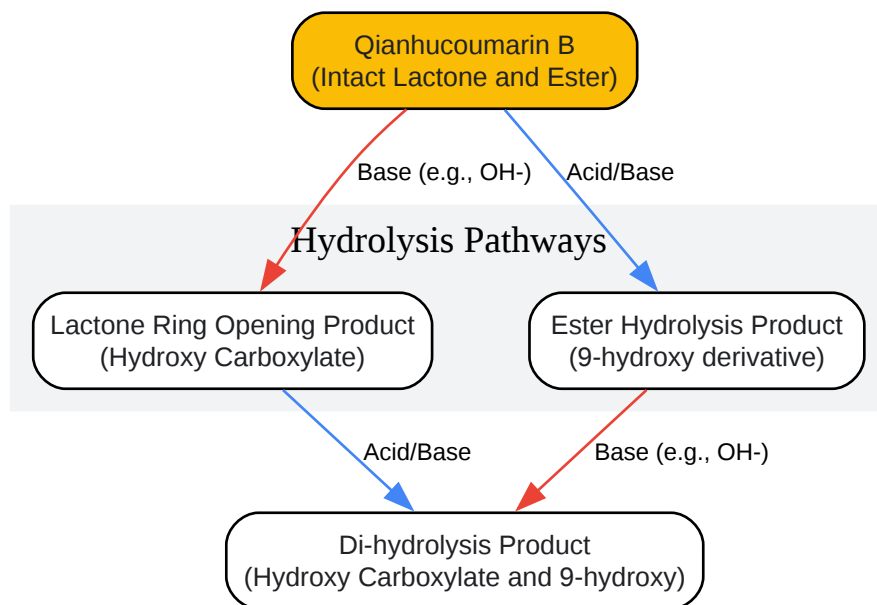 Qianhucoumarin B
(Intact Lactone and Ester)
Base (e.g., OH-)
Acid/Base
Hydrolysis Pathways
Lactone Ring Opening Product
(Hydroxy Carboxylate)
Ester Hydrolysis Product
(9-hydroxy derivative)
Acid/Base
Base (e.g., OH-)
Di-hydrolysis Product
(Hydroxy Carboxylate and 9-hydroxy)